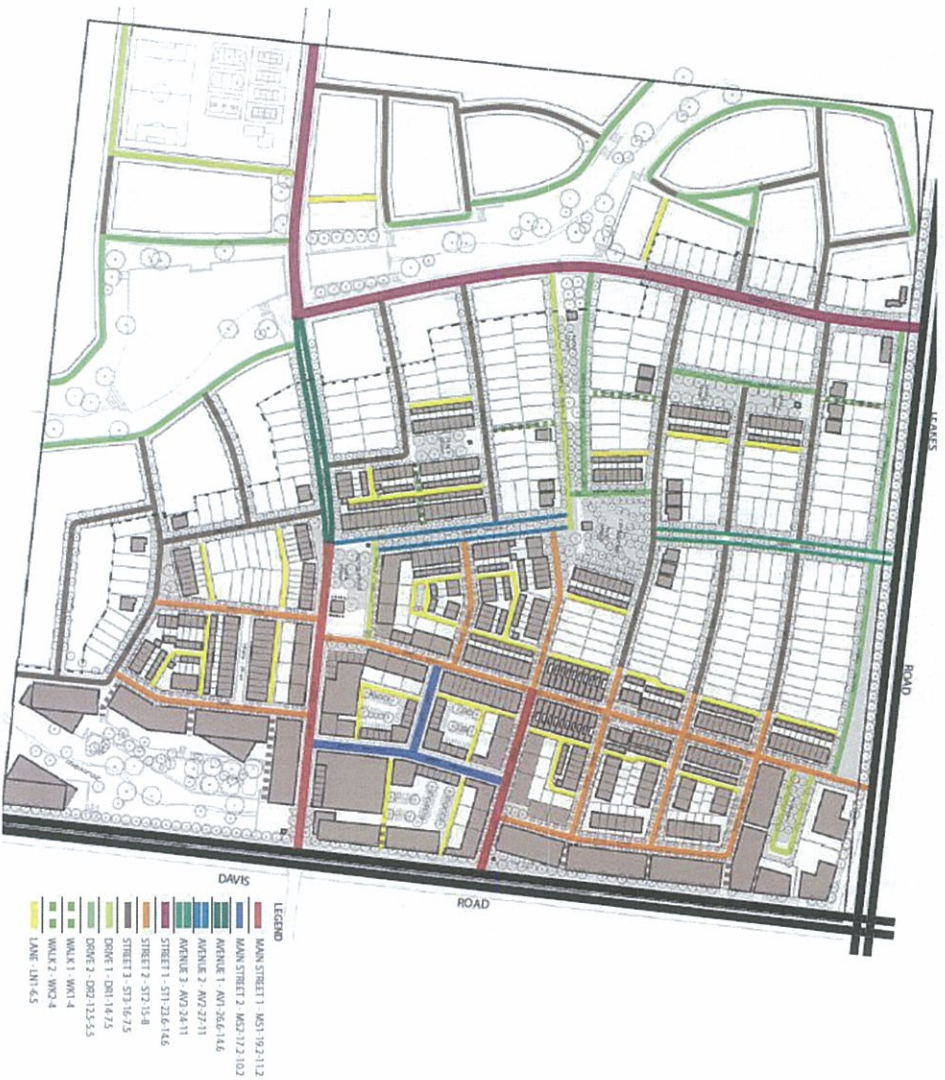 LEAKES
ROAD
DAVIS
ROAD
LEGEND
MAIN STREET 1 - MS1-19.2-11.2
MAIN STREET 2 - MS2-17.2-10.2
AVENUE 1 - AV1-26.6-14.6
AVENUE 2 - AV2-27-11
AVENUE 3 - AV3-24-11
STREET 1 - ST1-23.6-14.6
STREET 2 - ST2-15-8
STREET 3 - ST3-16-7.5
DRIVE 1 - DR1-14-7.5
DRIVE 2 - DR2-12.5-5.5
WALK 1 - WK1-4
WALK 2 - WK2-4
LANE - LN1-6.5